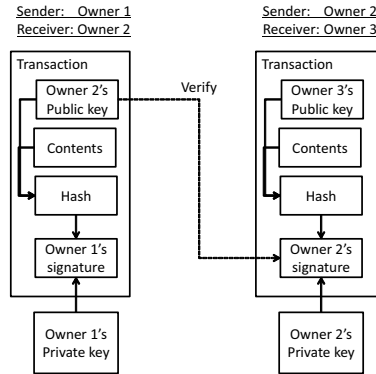 Sender: Owner 1
Receiver: Owner 2
Transaction
Owner 2's
Public key
Contents
Hash
Owner 1's
signature
Owner 1's
Private key
Verify
Sender: Owner 2
Receiver: Owner 3
Transaction
Owner 3's
Public key
Contents
Hash
Owner 2's
signature
Owner 2's
Private key